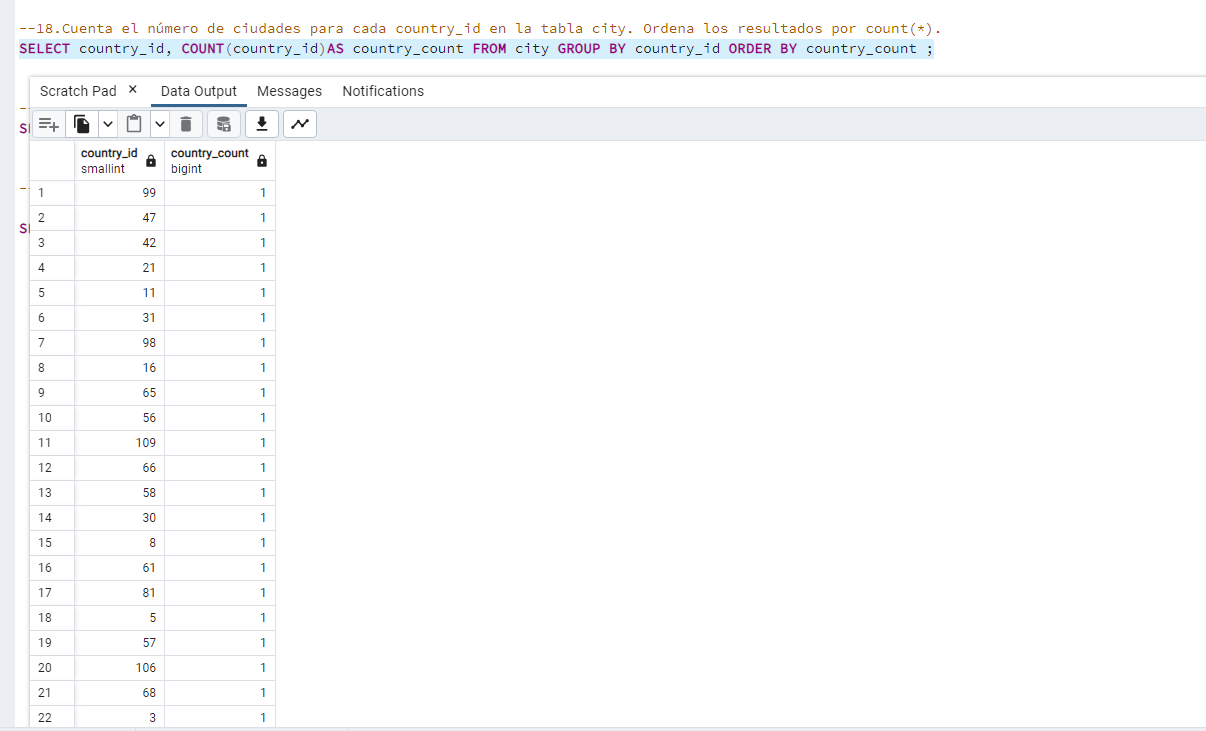 --18.Cuenta el número de ciudades para cada country_id en la tabla city. Ordena los resultados por count(*).
SELECT country_id, COUNT(country_id)AS country_count FROM city GROUP BY country_id ORDER BY country_count ;
Scratch Pad × Data Output Messages Notifications
country_id country_count
smallint bigint
1 99 1
2 47 1
3 42 1
4 21 1
5 11 1
6 31 1
7 98 1
8 16 1
9 65 1
10 56 1
11 109 1
12 66 1
13 58 1
14 30 1
15 8 1
16 61 1
17 81 1
18 5 1
19 57 1
20 106 1
21 68 1
22 3 1